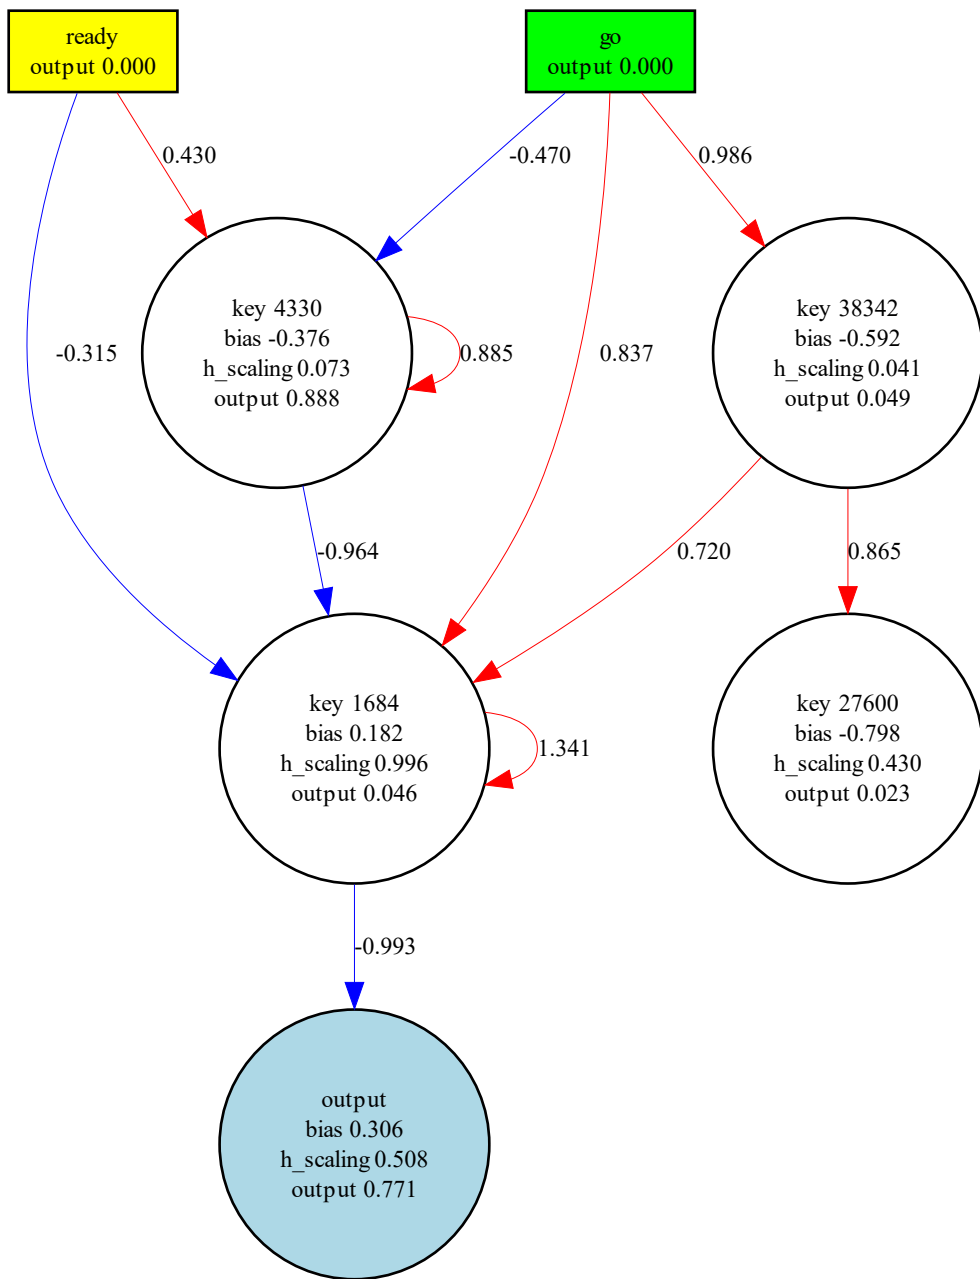 ready
output 0.000
go
output 0.000
0.430
-0.470
0.986
key 4330
bias -0.376
h_scaling 0.073
output 0.888
key 38342
bias -0.592
h_scaling 0.041
output 0.049
-0.315
0.885
0.837
-0.964
0.720
0.865
key 1684
bias 0.182
h_scaling 0.996
output 0.046
1.341
key 27600
bias -0.798
h_scaling 0.430
output 0.023
-0.993
output
bias 0.306
h_scaling 0.508
output 0.771